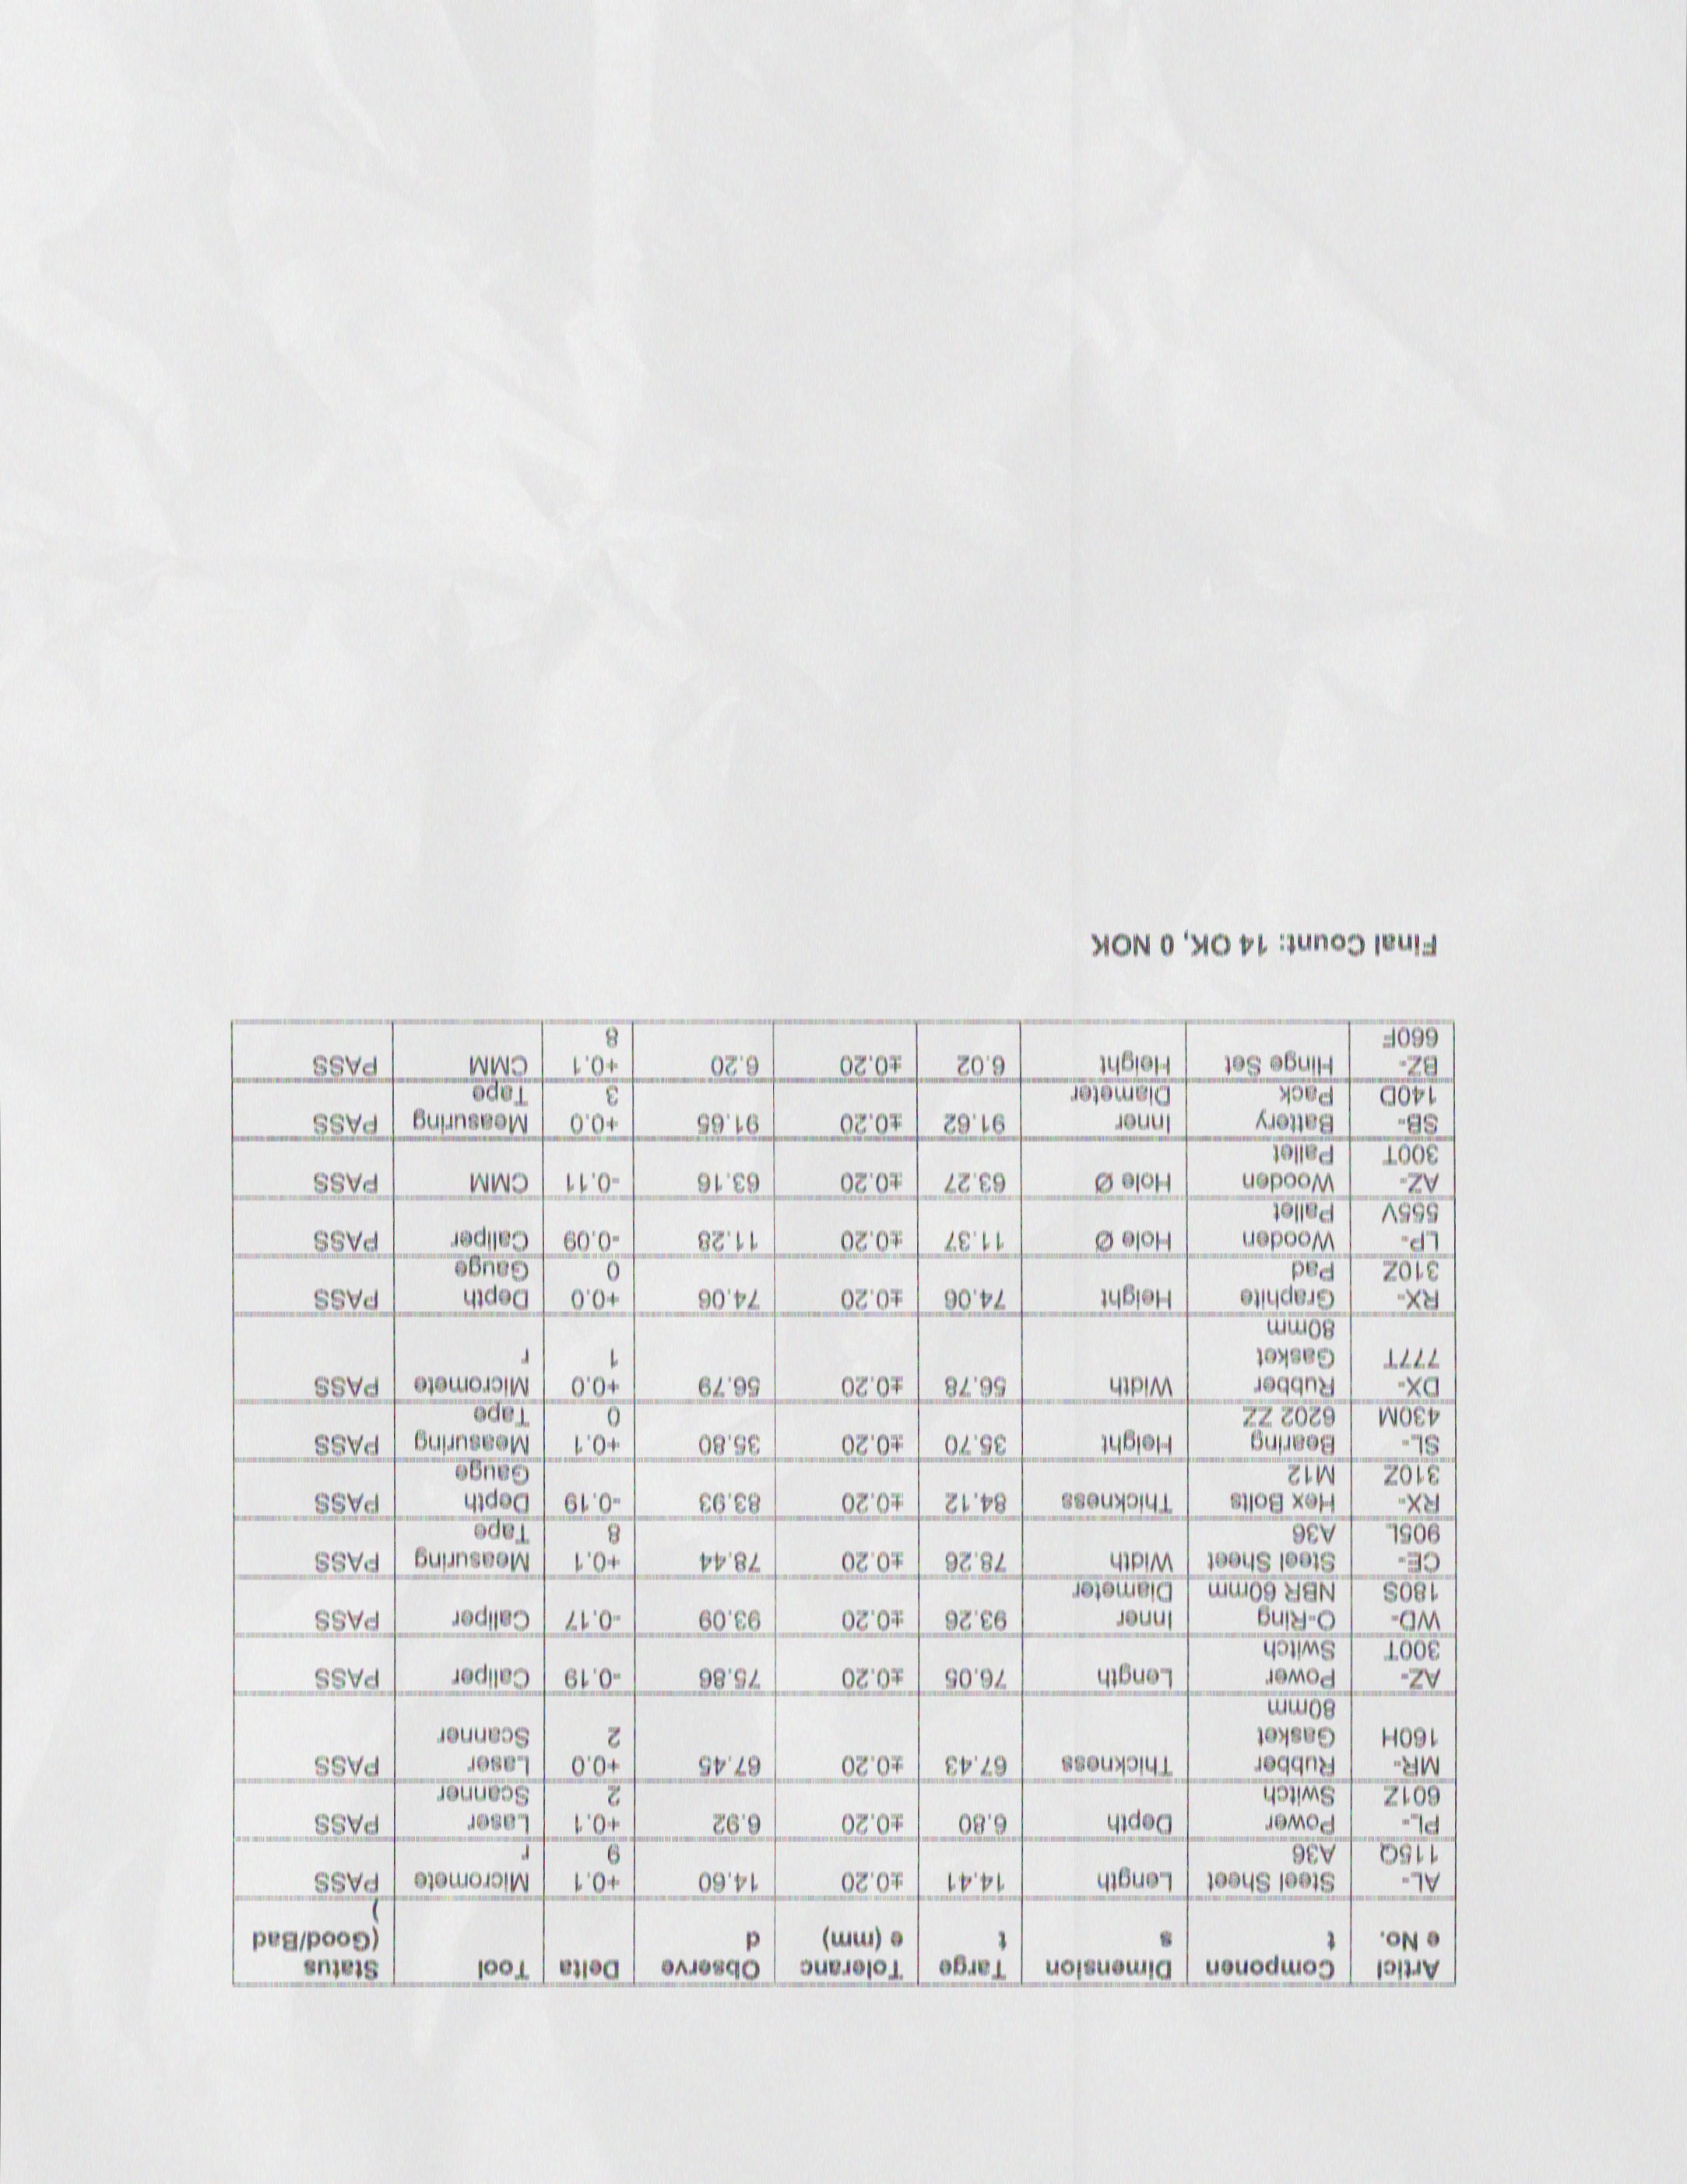 Article No. Component Dimensions Target Tolerance (mm) Observed Delta Tool Status (Good/Bad)
AL-115Q Steel Sheet A36 Length 14.41 ±0.20 14.60 +0.19 Micrometer PASS
PL-601Z Power Switch Depth 6.80 ±0.20 6.92 +0.12 Laser Scanner PASS
MR-160H Rubber Gasket 80mm Thickness 67.43 ±0.20 67.45 +0.02 Laser Scanner PASS
AZ-300T Power Switch Length 76.05 ±0.20 75.86 -0.19 Caliper PASS
WD-180S O-Ring NBR 60mm Inner Diameter 93.26 ±0.20 93.09 -0.17 Caliper PASS
CE-905L Steel Sheet A36 Width 78.26 ±0.20 78.44 +0.18 Measuring Tape PASS
RX-310Z Hex Bolts M12 Thickness 84.12 ±0.20 83.93 -0.19 Depth Gauge PASS
SL-430M Bearing 6202 ZZ Height 35.70 ±0.20 35.80 +0.10 Measuring Tape PASS
DX-777T Rubber Gasket 80mm Width 56.78 ±0.20 56.79 +0.01 Micrometer PASS
RX-310Z Graphite Pad Height 74.06 ±0.20 74.06 +0.00 Depth Gauge PASS
LP-555V Wooden Pallet Hole Ø 11.37 ±0.20 11.28 -0.09 Caliper PASS
AZ-300T Wooden Pallet Hole Ø 63.27 ±0.20 63.16 -0.11 CMM PASS
SB-140D Battery Pack Inner Diameter 91.62 ±0.20 91.65 +0.03 Measuring Tape PASS
BZ-660F Hinge Set Height 6.02 ±0.20 6.20 +0.18 CMM PASS
Final Count: 14 OK, 0 NOK